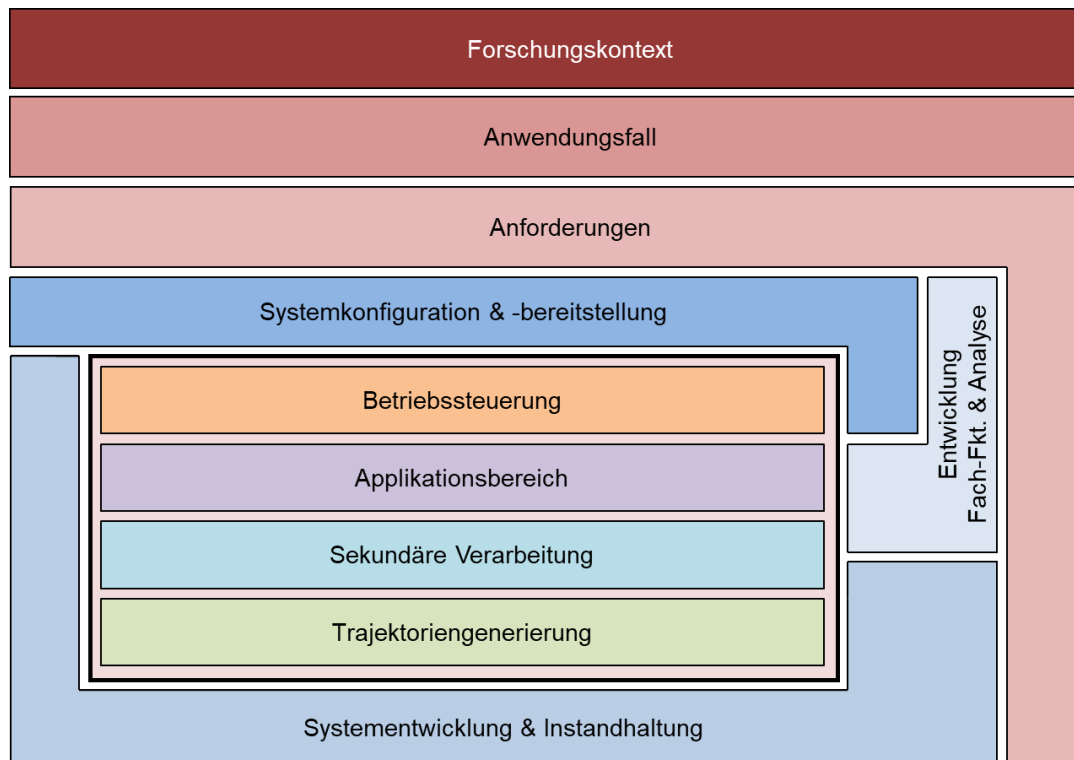 Forschungskontext
Anwendungsfall
Anforderungen
Systemkonfiguration & -bereitstellung
Entwicklung
Fach-Fkt. & Analyse
Betriebssteuerung
Applikationsbereich
Sekundäre Verarbeitung
Trajektoriengenerierung
Systementwicklung & Instandhaltung